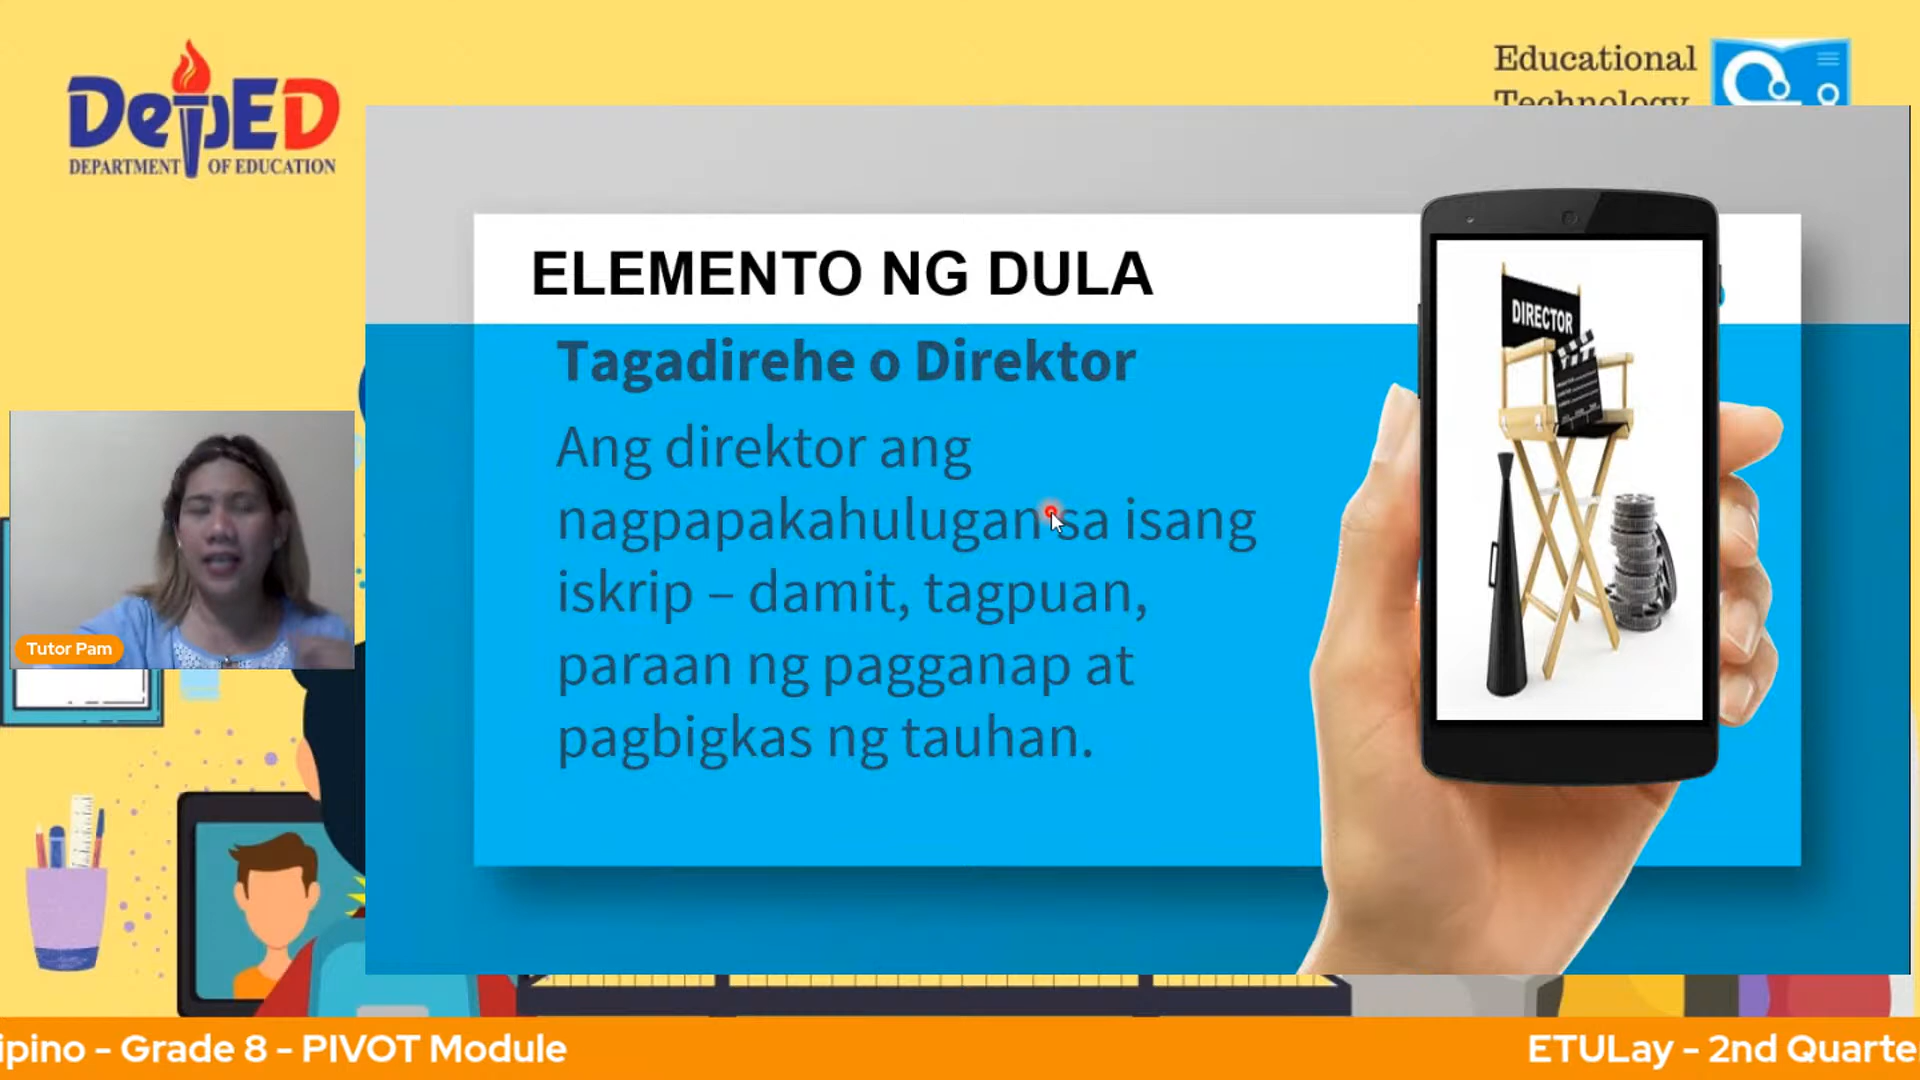 DepED
DEPARTMENT OF EDUCATION
Educational
Technology
ELEMENTO NG DULA
Tagadirehe o Direktor
Ang direktor ang
nagpapakahulugan sa isang
iskrip – damit, tagpuan,
paraan ng pagganap at
pagbigkas ng tauhan.
DIRECTOR
Tutor Pam
ipino - Grade 8 - PIVOT Module
ETULay - 2nd Quarte